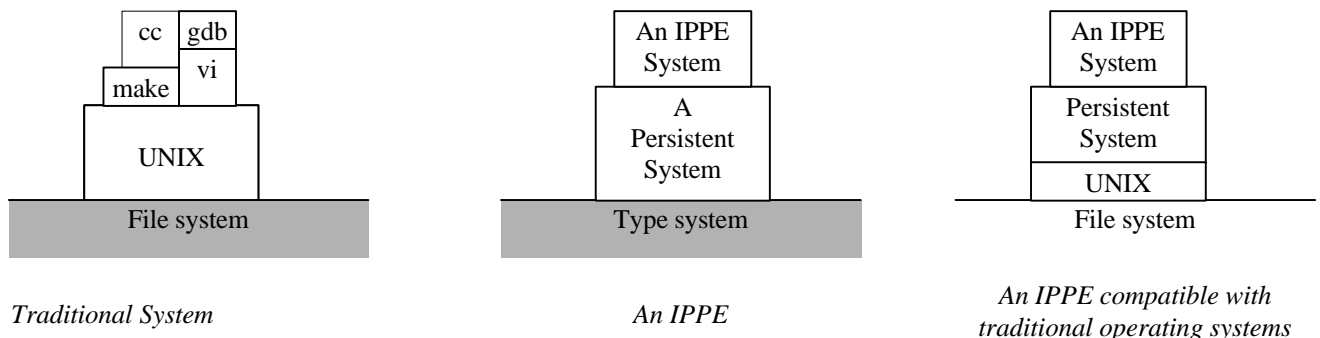 cc
gdb
vi
make
UNIX
File system
Traditional System
An IPPE
System
A
Persistent
System
Type system
An IPPE
An IPPE
System
Persistent
System
UNIX
File system
An IPPE compatible with
traditional operating systems